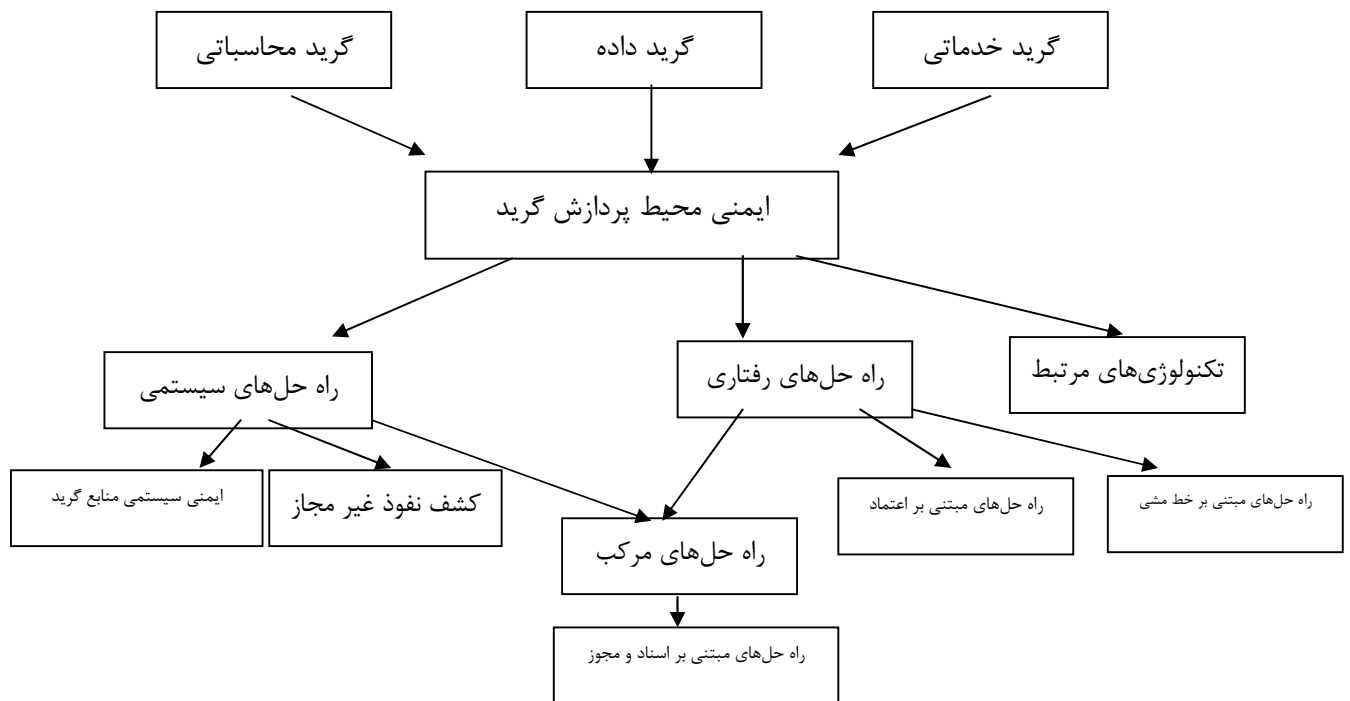 گرید خدماتی
گرید داده
گرید محاسباتی
ایمنی محیط پردازش گرید
تکنولوژی‌های مرتبط
راه حل‌های رفتاری
راه حل‌های سیستمی
راه حل‌های مبتنی بر خط مشی
راه حل‌های مبتنی بر اعتماد
کشف نفوذ غیر مجاز
ایمنی سیستمی منابع گرید
راه حل‌های مرکب
راه حل‌های مبتنی بر اسناد و مجوز